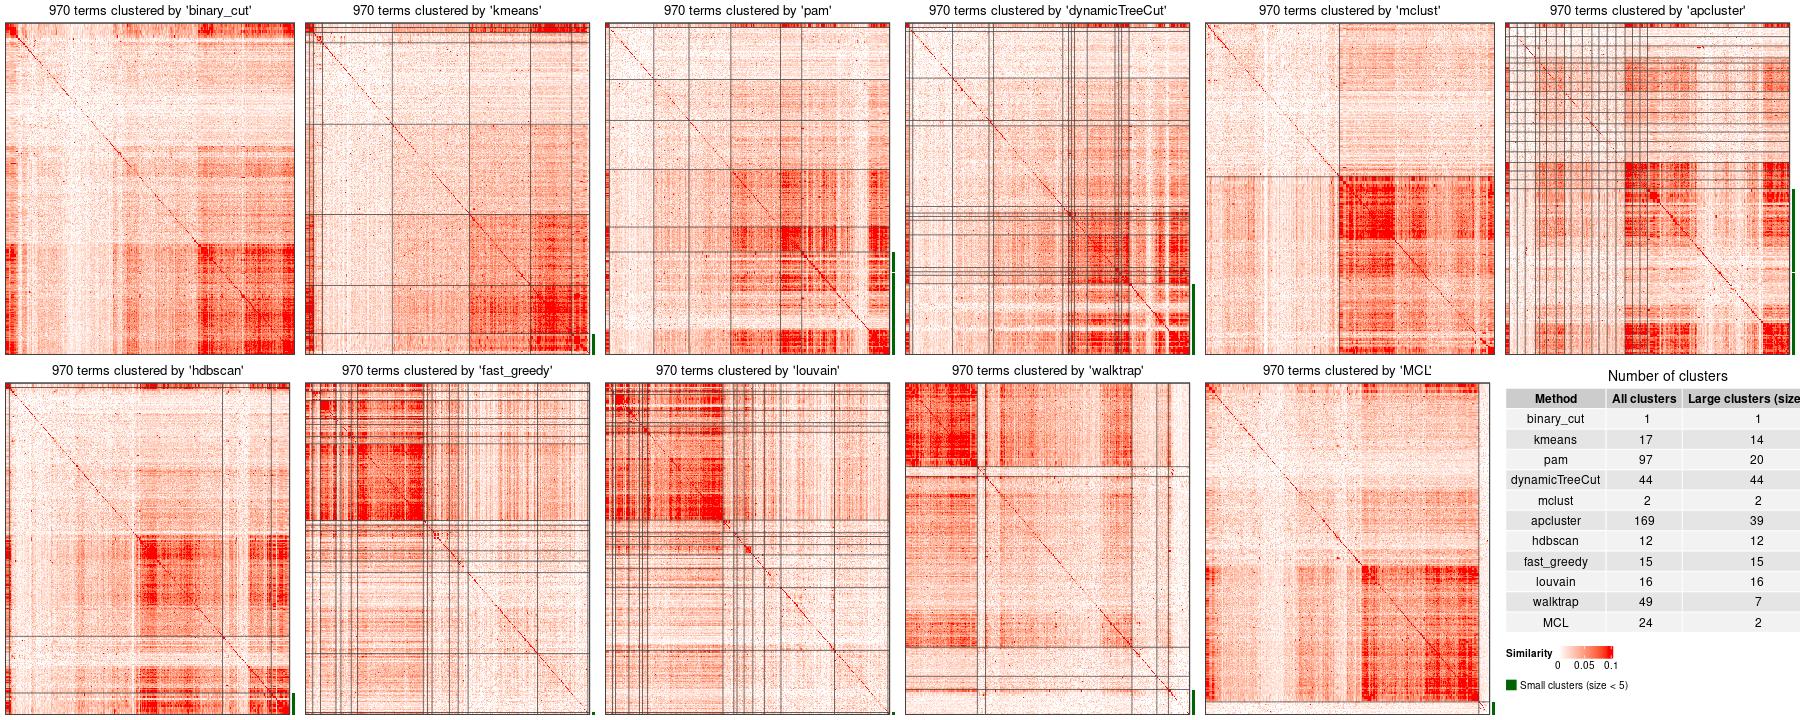 970 terms clustered by 'binary_cut'
970 terms clustered by 'kmeans'
970 terms clustered by 'pam'
970 terms clustered by 'dynamicTreeCut'
970 terms clustered by 'mclust'
970 terms clustered by 'apcluster'
970 terms clustered by 'hdbscan'
970 terms clustered by 'fast_greedy'
970 terms clustered by 'louvain'
970 terms clustered by 'walktrap'
970 terms clustered by 'MCL'
Number of clusters
Method All clusters Large clusters (size
binary_cut 1 1
kmeans 17 14
pam 97 20
dynamicTreeCut 44 44
mclust 2 2
apcluster 169 39
hdbscan 12 12
fast_greedy 15 15
louvain 16 16
walktrap 49 7
MCL 24 2
Similarity
0 0.05 0.1
Small clusters (size < 5)